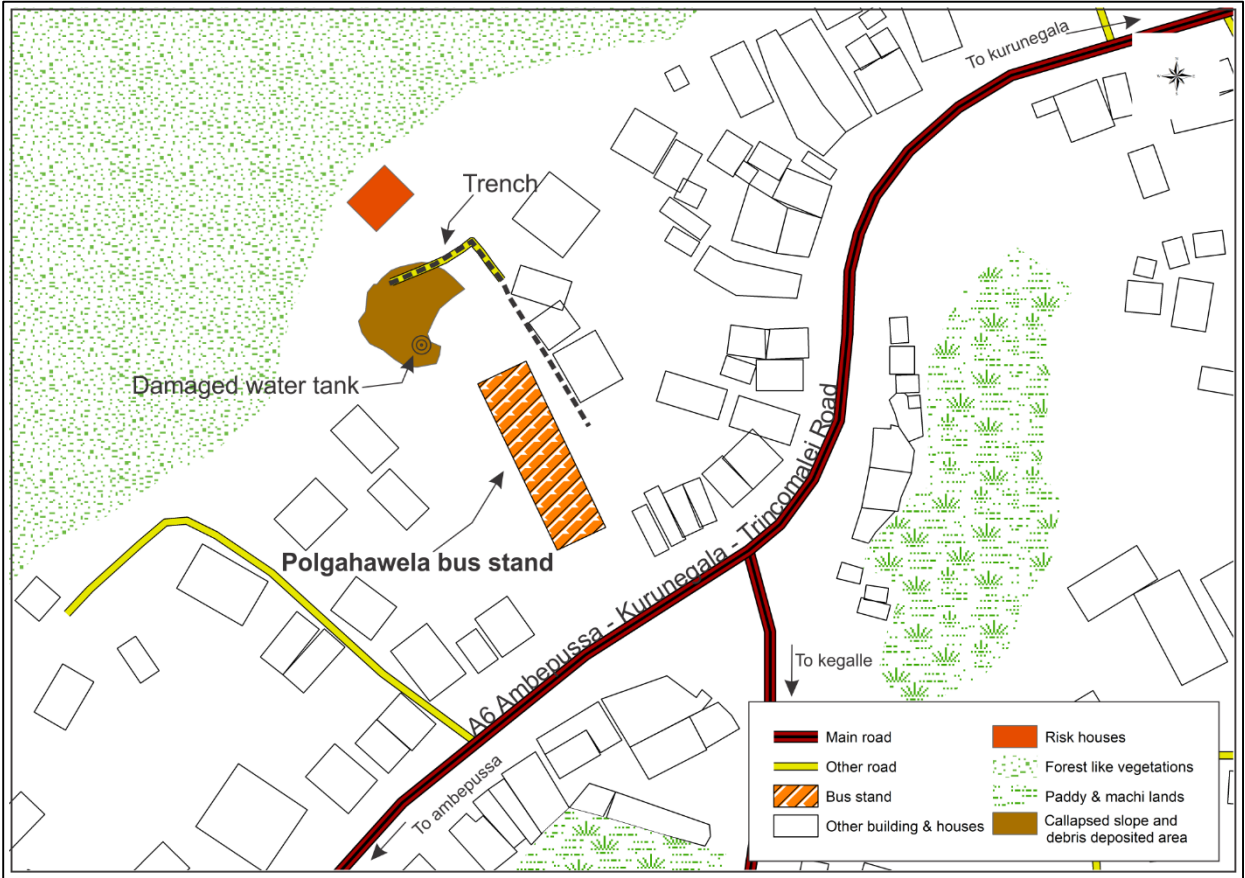 To kurunegala
Trench
Damaged water tank
Polgahawela bus stand
A6 Ambepussa - Kurunegala - Trincomalei Road
To kegalle
To ambepussa
Main road
Other road
Bus stand
Other building & houses
Risk houses
Forest like vegetations
Paddy & machi lands
Callapsed slope and
debris deposited area